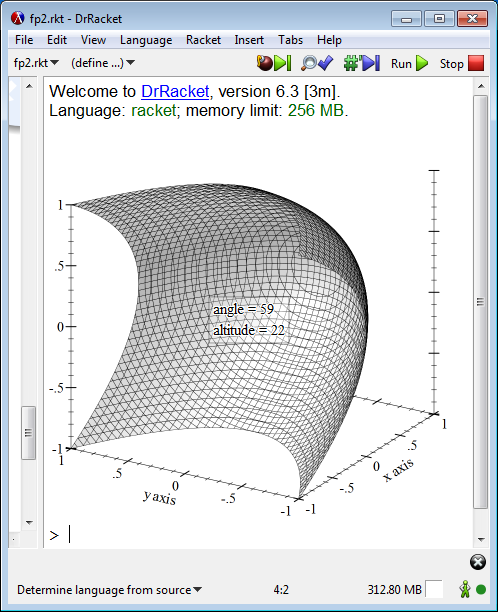 fp2.rkt - DrRacket
File Edit View Language Racket Insert Tabs Help
fp2.rkt (define ...) Run Stop
Welcome to DrRacket, version 6.3 [3m].
Language: racket; memory limit: 256 MB.
1
.5
0
-.5
-1
angle = 59
altitude = 22
1
.5
0
-.5
-1
y axis
-1
-.5
0
.5
1
x axis
>
Determine language from source 4:2 312.80 MB